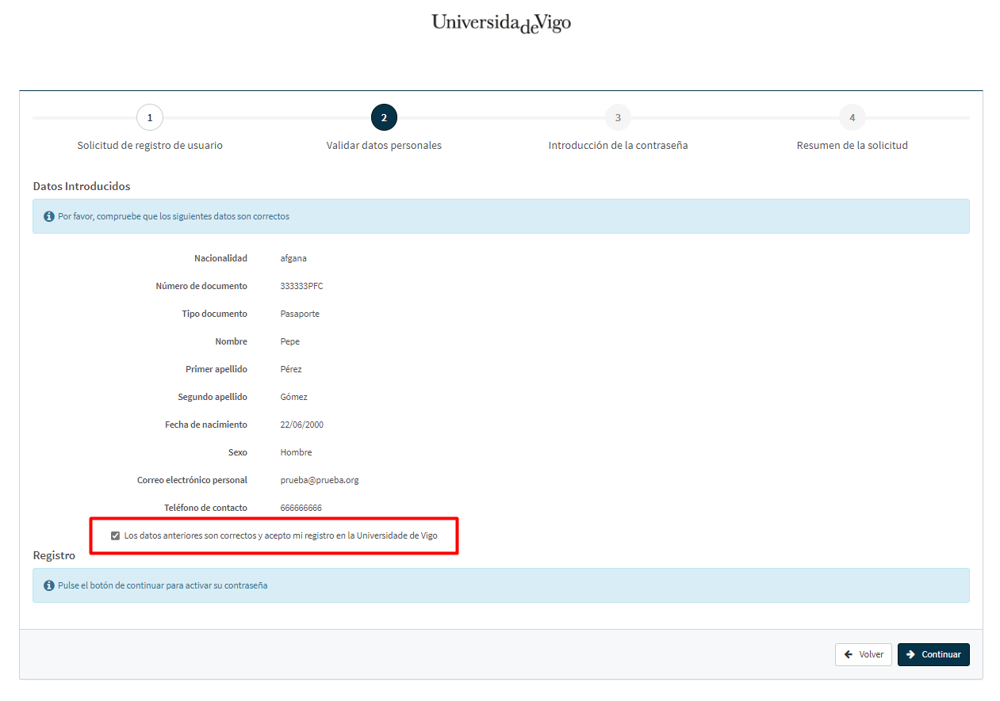 UniversidadeVigo
1 2 3 4
Solicitud de registro de usuario Validar datos personales Introducción de la contraseña Resumen de la solicitud
Datos Introducidos
Por favor, compruebe que los siguientes datos son correctos
Nacionalidad afgana
Número de documento 333333PFC
Tipo documento Pasaporte
Nombre Pepe
Primer apellido Pérez
Segundo apellido Gómez
Fecha de nacimiento 22/06/2000
Sexo Hombre
Correo electrónico personal prueba@prueba.org
Teléfono de contacto 666666666
Los datos anteriores son correctos y acepto mi registro en la Universidade de Vigo
Registro
Pulse el botón de continuar para activar su contraseña
Volver Continuar